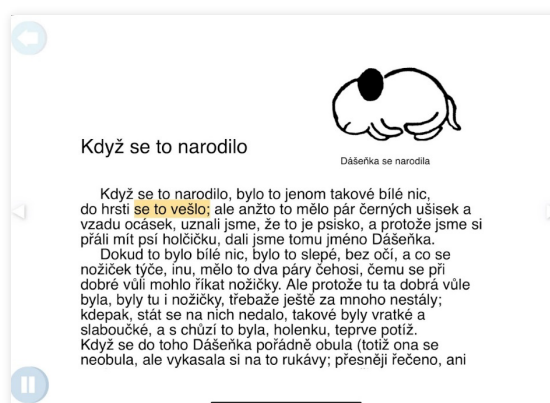 Dášeňka se narodila
Když se to narodilo
Když se to narodilo, bylo to jenom takové bílé nic,
do hrsti se to vešlo; ale anžto to mělo pár černých ušisek a
vzadu ocásek, uznali jsme, že to je psisko, a protože jsme si
přáli mít psí holčičku, dali jsme tomu jméno Dášeňka.
Dokud to bylo bílé nic, bylo to slepé, bez očí, a co se
nožiček týče, inu, mělo to dva páry čehosi, čemu se při
dobré vůli mohlo říkat nožičky. Ale protože tu ta dobrá vůle
byla, byly tu i nožičky, třebaže ještě za mnoho nestály;
kdepak, stát se na nich nedalo, takové byly vratké a
slaboučké, a s chůzí to byla, holenku, teprve potíž.
Když se do toho Dášeňka pořádně obula (totiž ona se
neobula, ale vykasala si na to rukávy; přesněji řečeno, ani